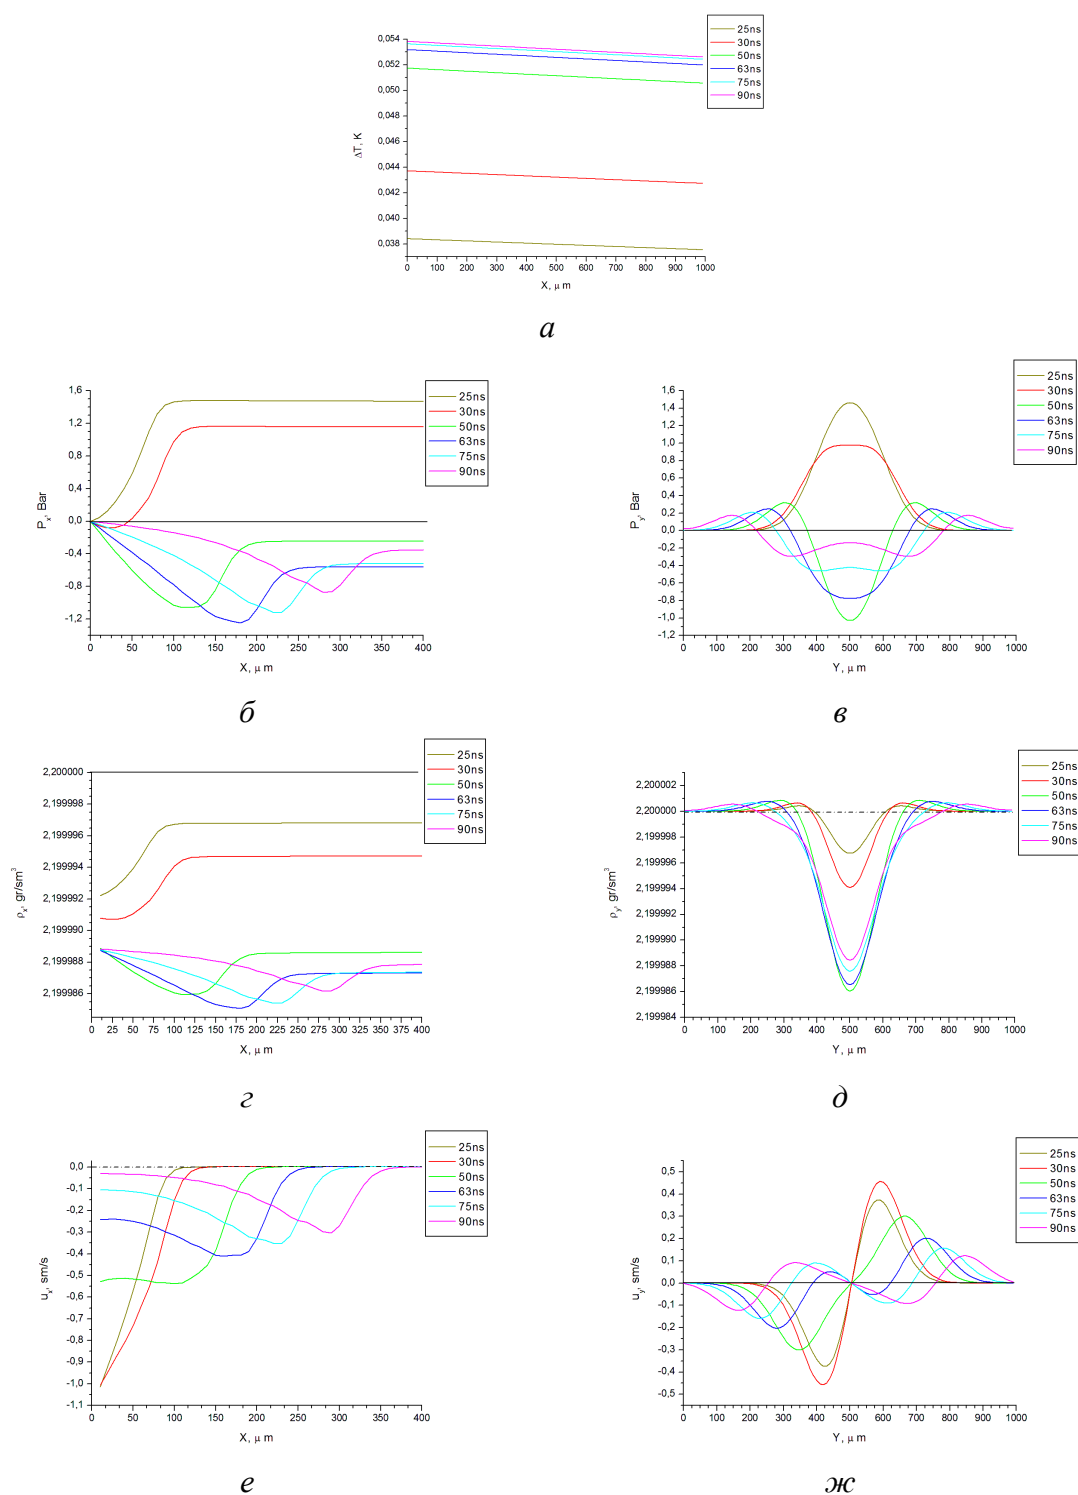 25ns
30ns
50ns
63ns
75ns
90ns
0,054
0,052
0,050
0,048
0,046
0,044
0,042
0,040
0,038
ΔT, K
0 100 200 300 400 500 600 700 800 900 1000
X, μ m
а
25ns
30ns
50ns
63ns
75ns
90ns
1,6
1,2
0,8
0,4
0,0
-0,4
-0,8
-1,2
Pₓ, Bar
0 50 100 150 200 250 300 350 400
X, μ m
б
25ns
30ns
50ns
63ns
75ns
90ns
1,6
1,4
1,2
1,0
0,8
0,6
0,4
0,2
0,0
-0,2
-0,4
-0,6
-0,8
-1,0
-1,2
Py, Bar
0 100 200 300 400 500 600 700 800 900 1000
Y, μ m
в
25ns
30ns
50ns
63ns
75ns
90ns
2,200000
2,199998
2,199996
2,199994
2,199992
2,199990
2,199988
2,199986
ρₓ, gr/sm³
0 25 50 75 100 125 150 175 200 225 250 275 300 325 350 375 400
X, μ m
г
25ns
30ns
50ns
63ns
75ns
90ns
2,200002
2,200000
2,199998
2,199996
2,199994
2,199992
2,199990
2,199988
2,199986
2,199984
ρy, gr/sm³
0 100 200 300 400 500 600 700 800 900 1000
Y, μ m
д
25ns
30ns
50ns
63ns
75ns
90ns
0,0
-0,1
-0,2
-0,3
-0,4
-0,5
-0,6
-0,7
-0,8
-0,9
-1,0
-1,1
uₓ, sm/s
0 50 100 150 200 250 300 350 400
X, μ m
е
25ns
30ns
50ns
63ns
75ns
90ns
0,5
0,4
0,3
0,2
0,1
0,0
-0,1
-0,2
-0,3
-0,4
-0,5
uy, sm/s
0 100 200 300 400 500 600 700 800 900 1000
Y, μ m
ж